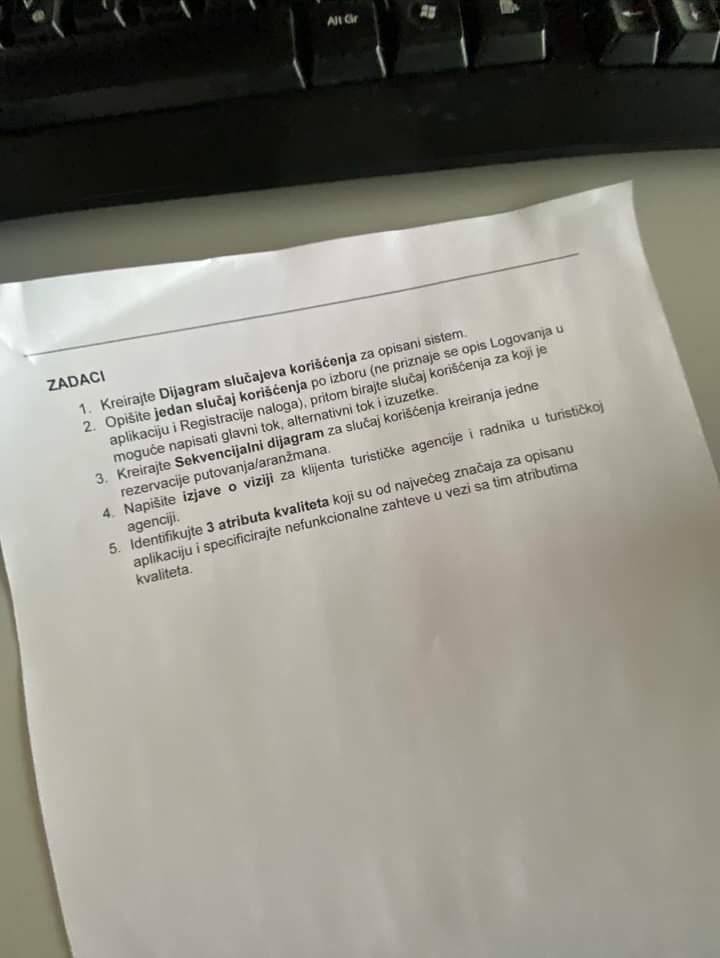 Alt Gr
ZADACI
1. Kreirajte Dijagram slučajeva korišćenja za opisani sistem.
2. Opišite jedan slučaj korišćenja po izboru (ne priznaje se opis Logovanja u
aplikaciju i Registracije naloga), pritom birajte slučaj korišćenja za koji je
moguće napisati glavni tok, alternativni tok i izuzetke.
3. Kreirajte Sekvencijalni dijagram za slučaj korišćenja kreiranja jedne
rezervacije putovanja/aranžmana.
4. Napišite izjave o viziji za klijenta turističke agencije i radnika u turističkoj
agenciji.
5. Identifikujte 3 atributa kvaliteta koji su od najvećeg značaja za opisanu
aplikaciju i specificirajte nefunkcionalne zahteve u vezi sa tim atributima
kvaliteta.